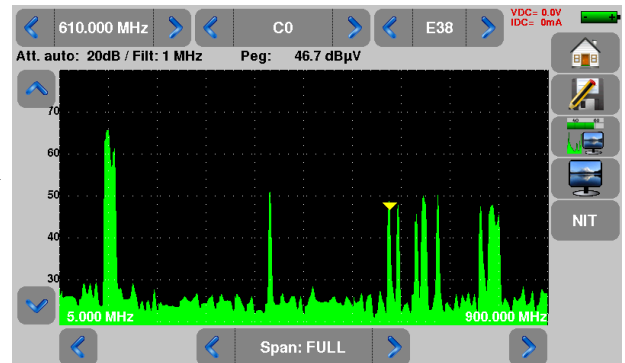 610.000 MHz
C0
E38
VDC= 0.0V
IDC= 0mA
Att. auto: 20dB / Filt: 1 MHz
Peg: 46.7 dBµV
70
60
50
40
30
NIT
5.000 MHz
900.000 MHz
Span: FULL